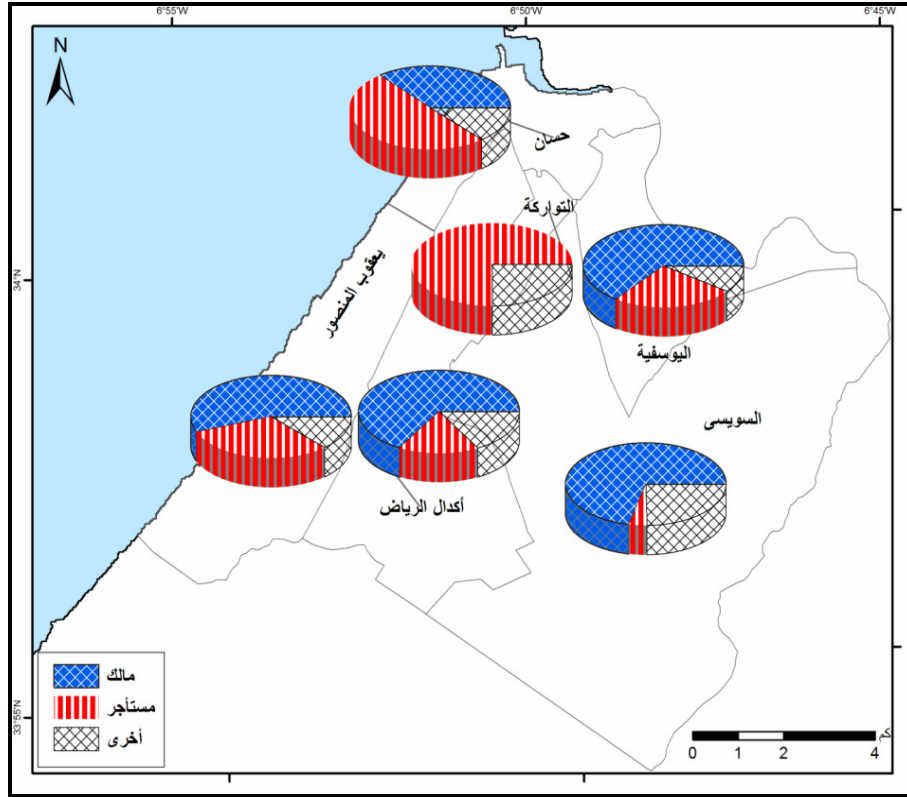 6°55'W
6°50'W
6°45'W
N
حسان
التواركة
يعقوب المنصور
34°N
اليوسفية
السويسى
أكدال الرياض
مالك
مستأجر
أخرى
33°55'N
كم
0 1 2 4